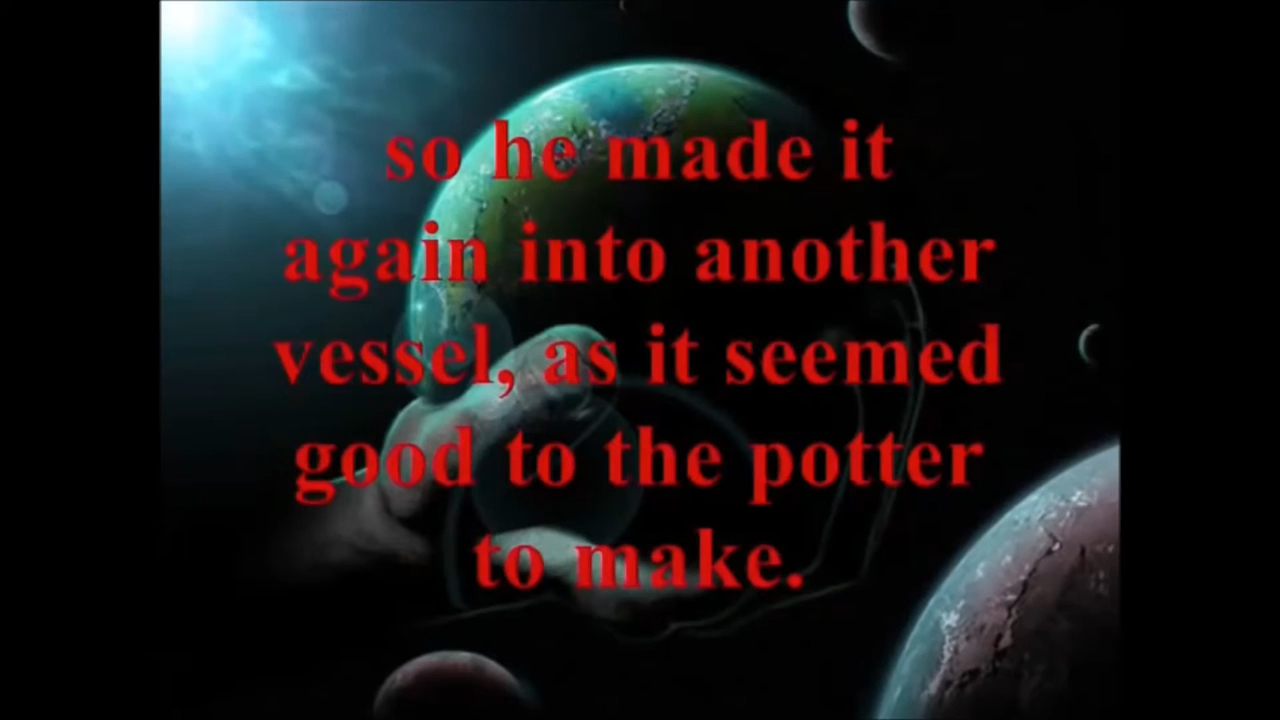 so he made it
again into another
vessel, as it seemed
good to the potter
to make.